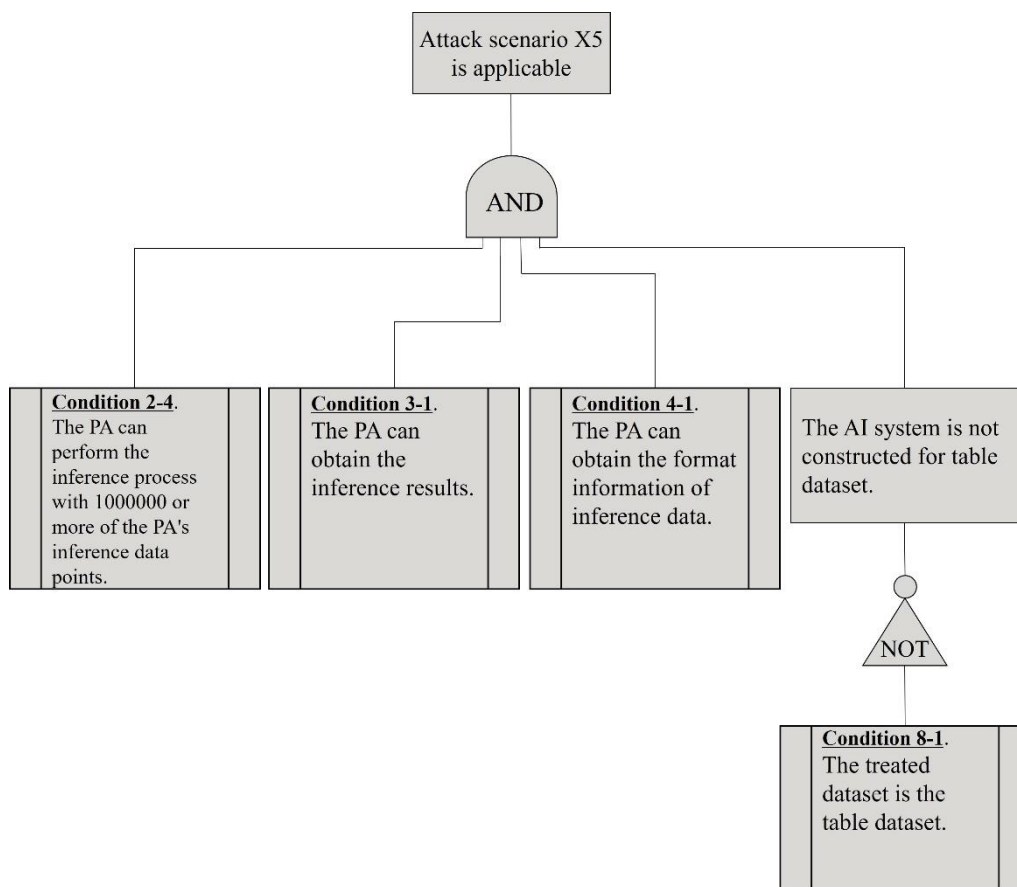 Attack scenario X5
is applicable
AND
Condition 2-4.
The PA can
perform the
inference process
with 1000000 or
more of the PA's
inference data
points.
Condition 3-1.
The PA can
obtain the
inference results.
Condition 4-1.
The PA can
obtain the format
information of
inference data.
The AI system is not
constructed for table
dataset.
NOT
Condition 8-1.
The treated
dataset is the
table dataset.